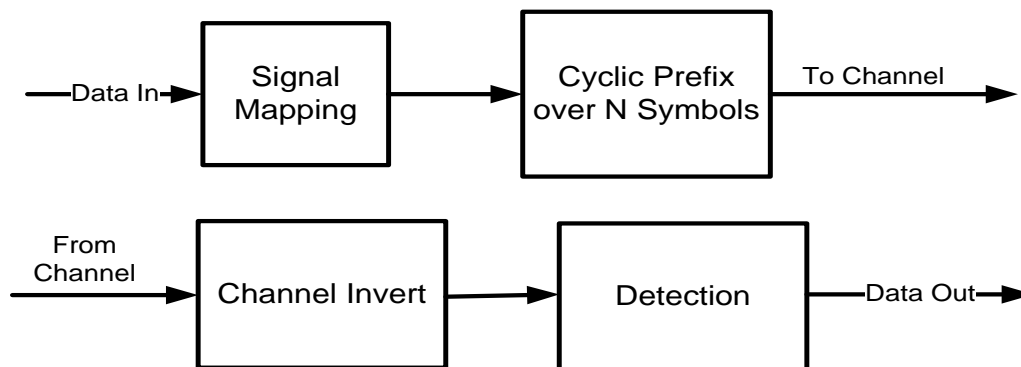 Data In
Signal
Mapping
Cyclic Prefix
over N Symbols
To Channel
From
Channel
Channel Invert
Detection
Data Out